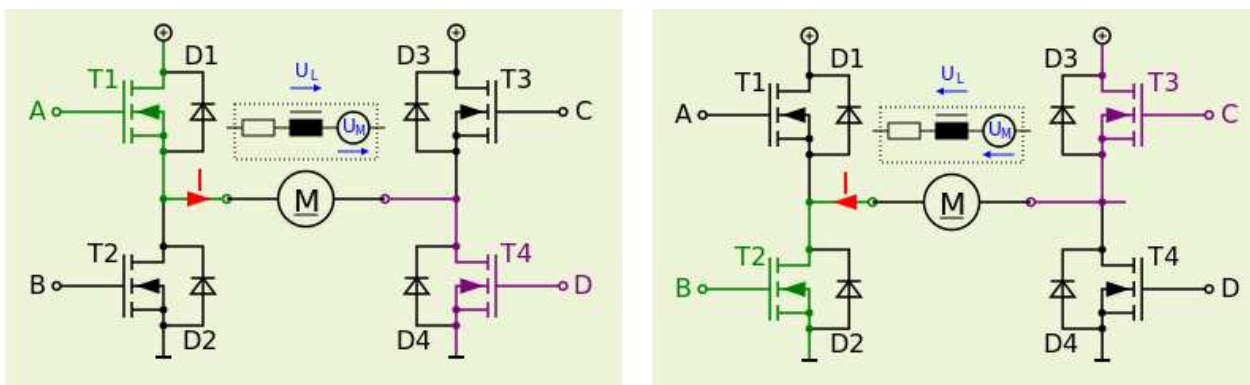 D1 D3
T1 T3
U_L
A C
U_M
I
M
T2 T4
B D
D2 D4
D1 D3
T1 T3
U_L
A C
U_M
I
M
T2 T4
B D
D2 D4